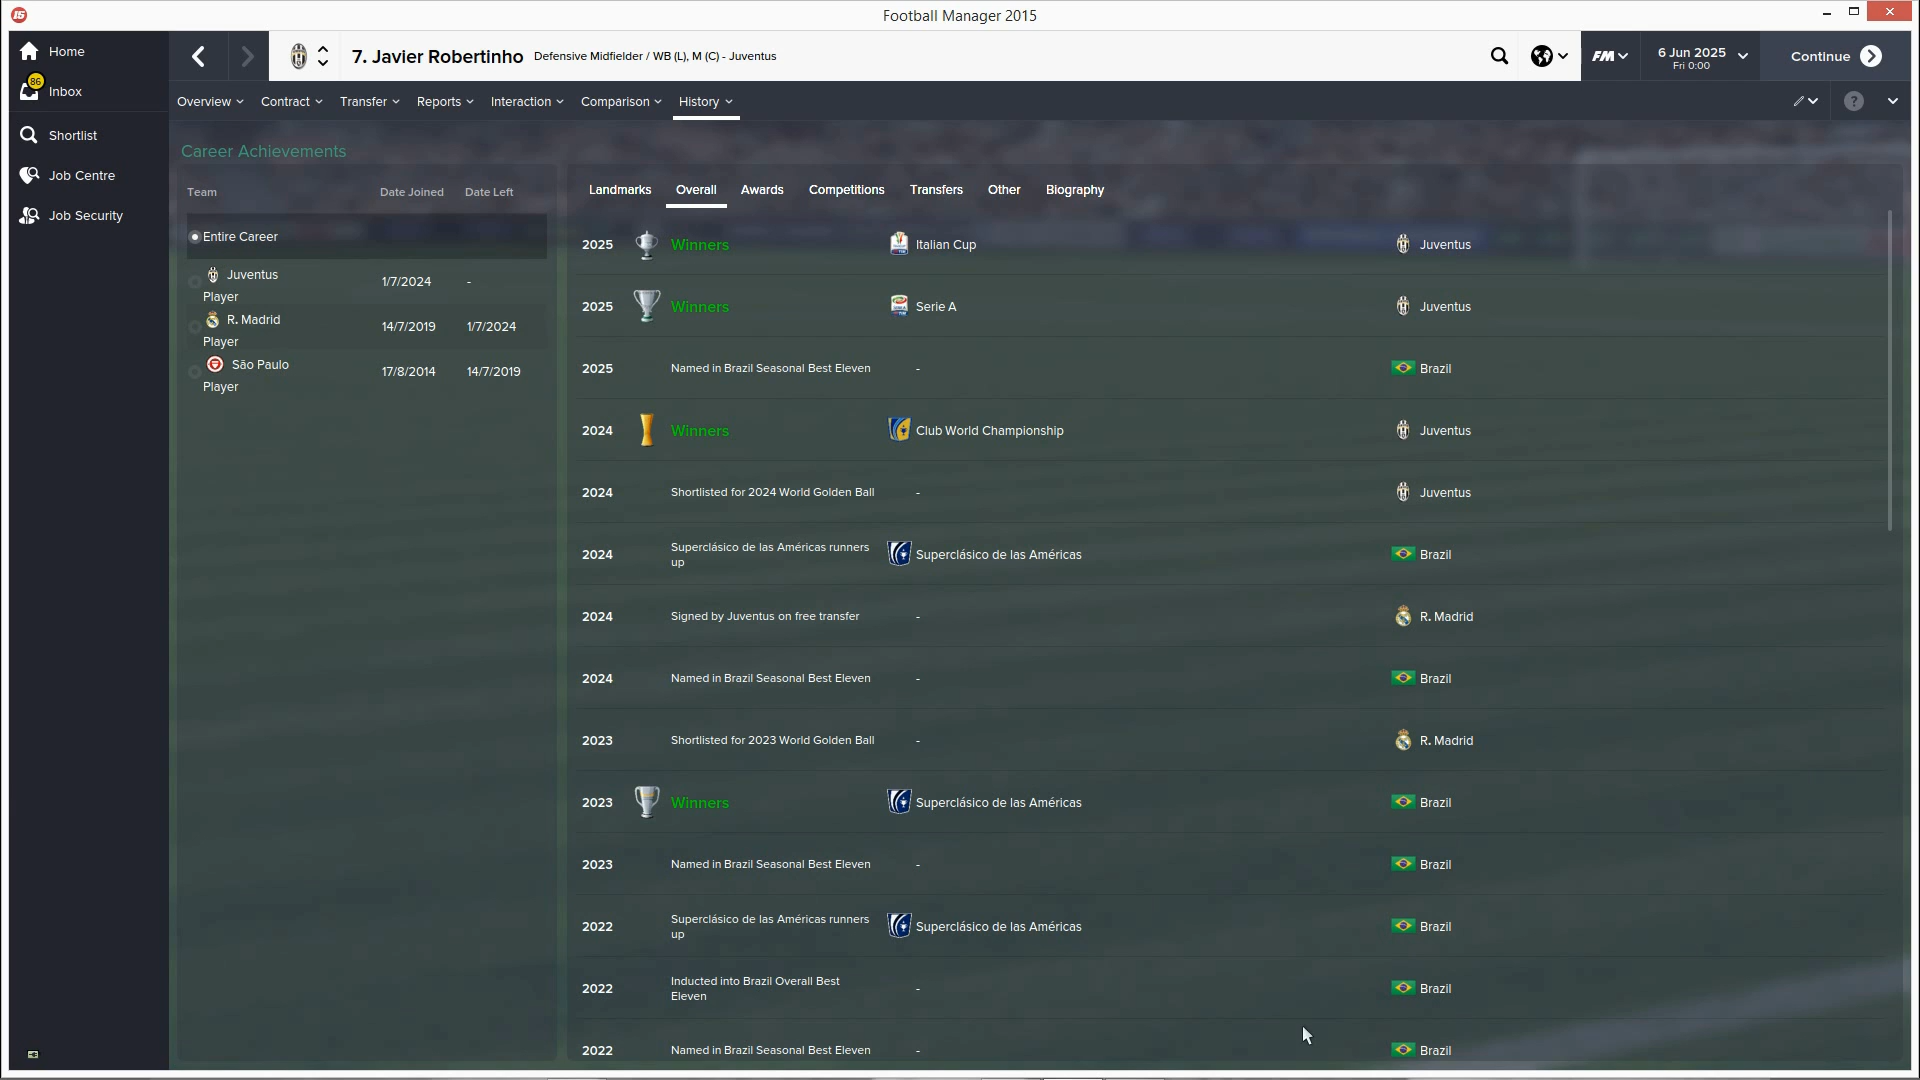 Football Manager 2015
Home
86
Inbox
Shortlist
Job Centre
Job Security
7. Javier Robertinho
Defensive Midfielder / WB (L), M (C) - Juventus
FM
6 Jun 2025
Fri 0:00
Continue
Overview
Contract
Transfer
Reports
Interaction
Comparison
History
?
Career Achievements
Team
Date Joined
Date Left
Entire Career
Juventus
Player
1/7/2024
-
R. Madrid
Player
14/7/2019
1/7/2024
São Paulo
Player
17/8/2014
14/7/2019
Landmarks
Overall
Awards
Competitions
Transfers
Other
Biography
2025 Winners Italian Cup Juventus
2025 Winners Serie A Juventus
2025 Named in Brazil Seasonal Best Eleven - Brazil
2024 Winners Club World Championship Juventus
2024 Shortlisted for 2024 World Golden Ball - Juventus
2024 Superclásico de las Américas runners
up
Superclásico de las Américas Brazil
2024 Signed by Juventus on free transfer - R. Madrid
2024 Named in Brazil Seasonal Best Eleven - Brazil
2023 Shortlisted for 2023 World Golden Ball - R. Madrid
2023 Winners Superclásico de las Américas Brazil
2023 Named in Brazil Seasonal Best Eleven - Brazil
2022 Superclásico de las Américas runners
up
Superclásico de las Américas Brazil
2022 Inducted into Brazil Overall Best
Eleven
- Brazil
2022 Named in Brazil Seasonal Best Eleven - Brazil